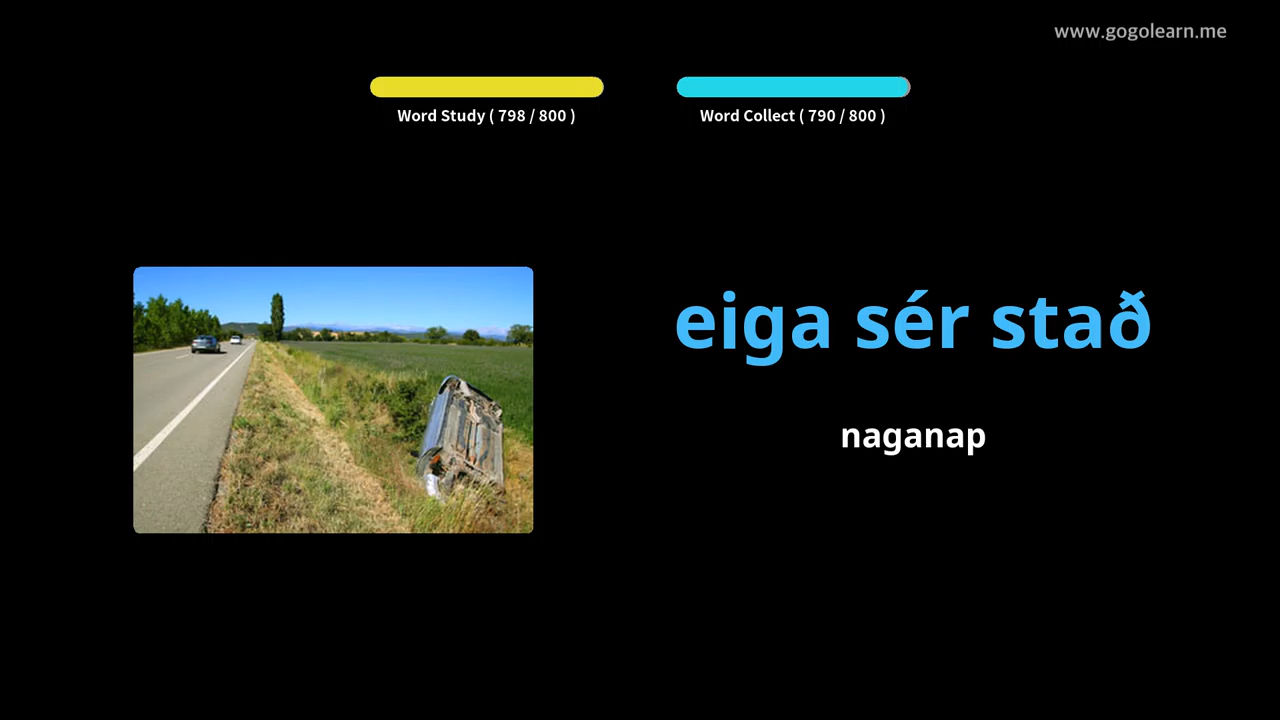 www.gogolearn.me
Word Study ( 798 / 800 )
Word Collect ( 790 / 800 )
eiga sér stað
naganap